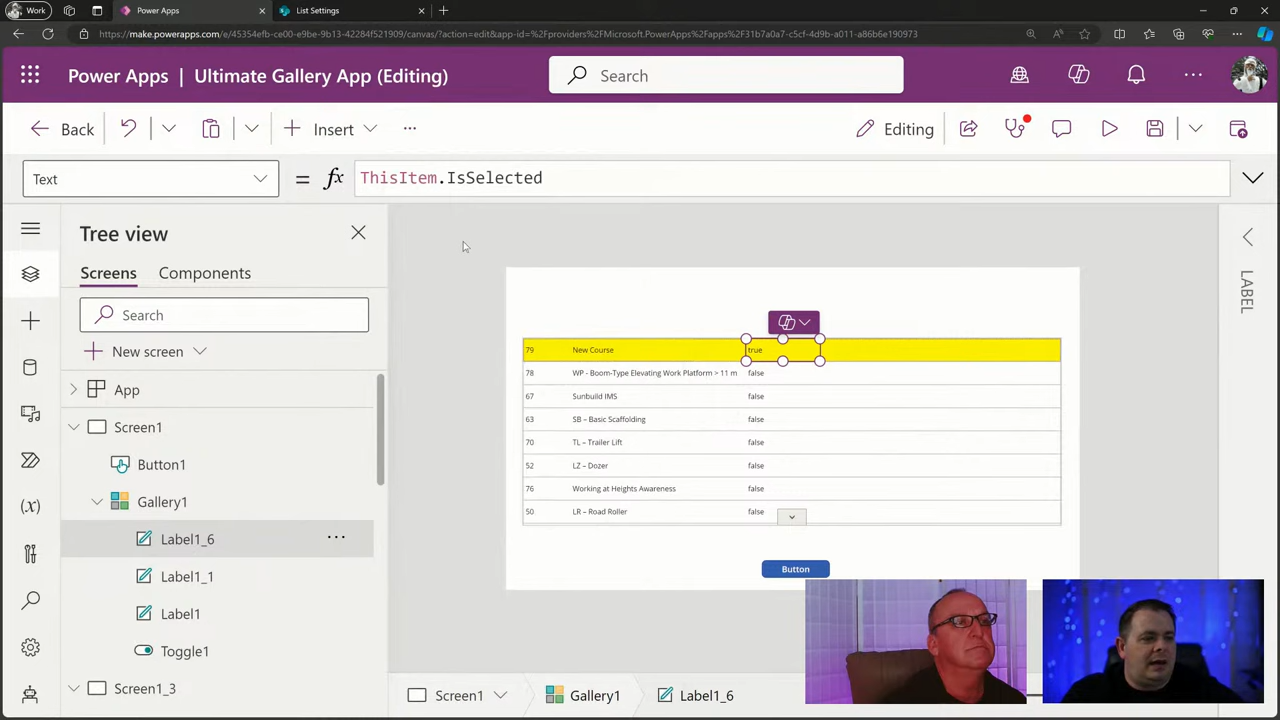 Work
Power Apps
List Settings
https://make.powerapps.com/e/45354efb-ce00-e9be-9b13-42284f521909/canvas/?action=edit&app-id=%2Fproviders%2FMicrosoft.PowerApps%2Fapps%2F31b7a0a7-c5cf-4d9b-a011-a86b6e190973
Power Apps | Ultimate Gallery App (Editing)
Search
Back
Insert
Editing
Text
= fx ThisItem.IsSelected
Tree view
Screens
Components
Search
New screen
App
Screen1
Button1
Gallery1
Label1_6
Label1_1
Label1
Toggle1
Screen1_3
79 New Course true
78 WP - Boom-Type Elevating Work Platform > 11 m false
67 Sunbuild IMS false
63 SB – Basic Scaffolding false
70 TL – Trailer Lift false
52 LZ – Dozer false
76 Working at Heights Awareness false
50 LR – Road Roller false
Button
LABEL
Screen1
Gallery1
Label1_6